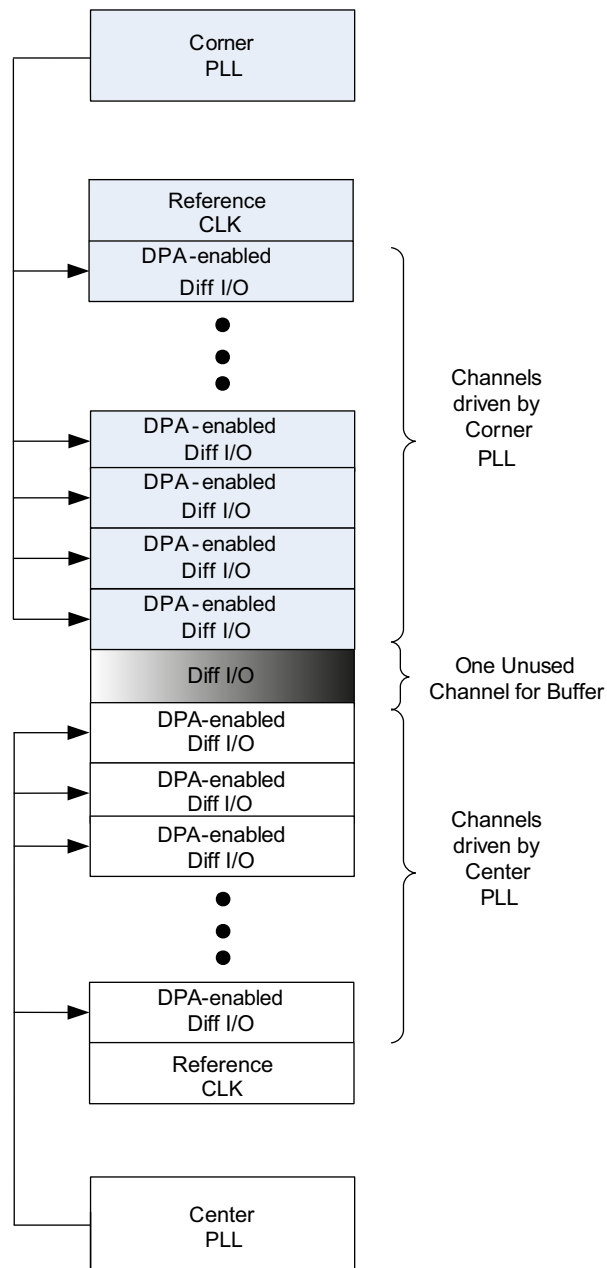 Corner
PLL
Reference
CLK
DPA-enabled
Diff I/O
DPA-enabled
Diff I/O
DPA-enabled
Diff I/O
DPA-enabled
Diff I/O
DPA-enabled
Diff I/O
Channels
driven by
Corner
PLL
Diff I/O
One Unused
Channel for Buffer
DPA-enabled
Diff I/O
DPA-enabled
Diff I/O
DPA-enabled
Diff I/O
Channels
driven by
Center
PLL
DPA-enabled
Diff I/O
Reference
CLK
Center
PLL